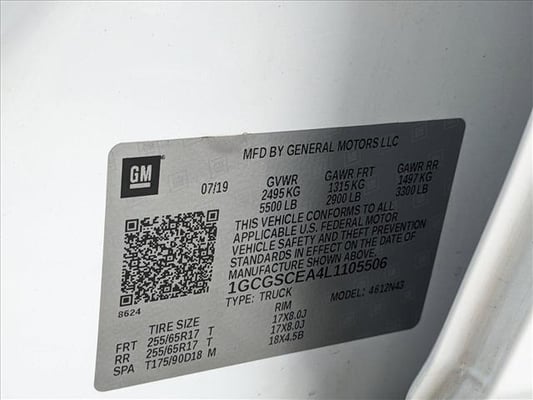 MFD BY GENERAL MOTORS LLC
GM
07/19
GVWR GAWR FRT GAWR RR
2495 KG 1315 KG 1497 KG
5500 LB 2900 LB 3300 LB
THIS VEHICLE CONFORMS TO ALL
APPLICABLE U.S. FEDERAL MOTOR
VEHICLE SAFETY AND THEFT PREVENTION
STANDARDS IN EFFECT ON THE DATE OF
MANUFACTURE SHOWN ABOVE.
1GCGSCEA4L1105506
8624
TYPE: TRUCK MODEL: 4612N43
TIRE SIZE RIM
FRT 255/65R17 T 17X8.0J
RR 255/65R17 T 17X8.0J
SPA T175/90D18 M 18X4.5B